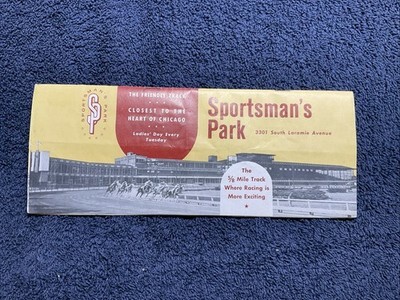 SPORTSMAN'S PARK
SP
THE FRIENDLY TRACK
CLOSEST TO THE
HEART OF CHICAGO
Ladies' Day Every
Tuesday
Sportsman's
Park
3301 South Laramie Avenue
The
5/8 Mile Track
Where Racing is
More Exciting